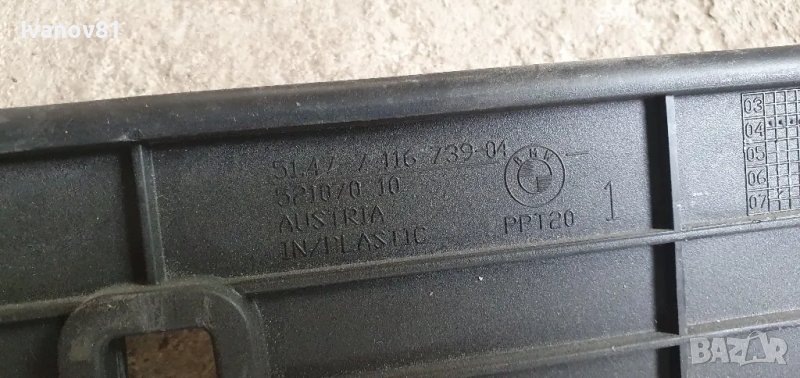 Ivanov81
51.47-7 116 739-04
521070 10
AUSTRIA
IN/PLASTIC
BMW
PPT20
1
03
04
05
06
07
BAZAR